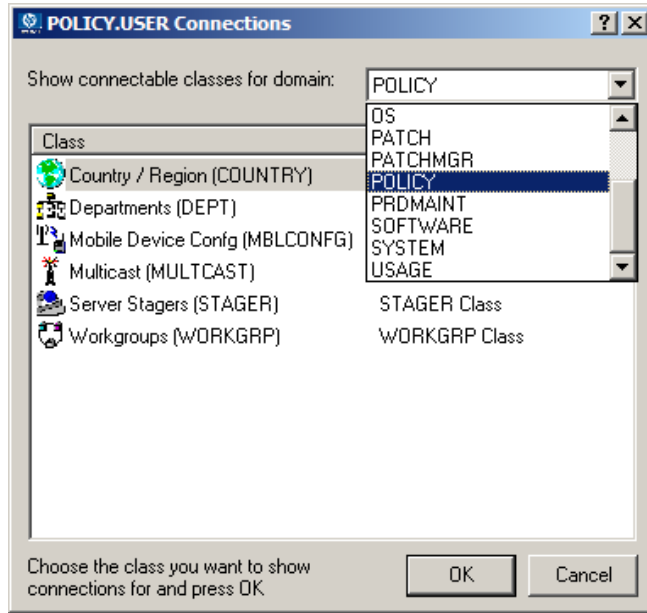 POLICY.USER Connections
Show connectable classes for domain:
POLICY
OS
PATCH
PATCHMGR
POLICY
PRDMAINT
SOFTWARE
SYSTEM
USAGE
Class
Country / Region (COUNTRY)
Departments (DEPT)
Mobile Device Confg (MBLCONFG)
Multicast (MULTCAST)
Server Stagers (STAGER) STAGER Class
Workgroups (WORKGRP) WORKGRP Class
Choose the class you want to show
connections for and press OK
OK
Cancel